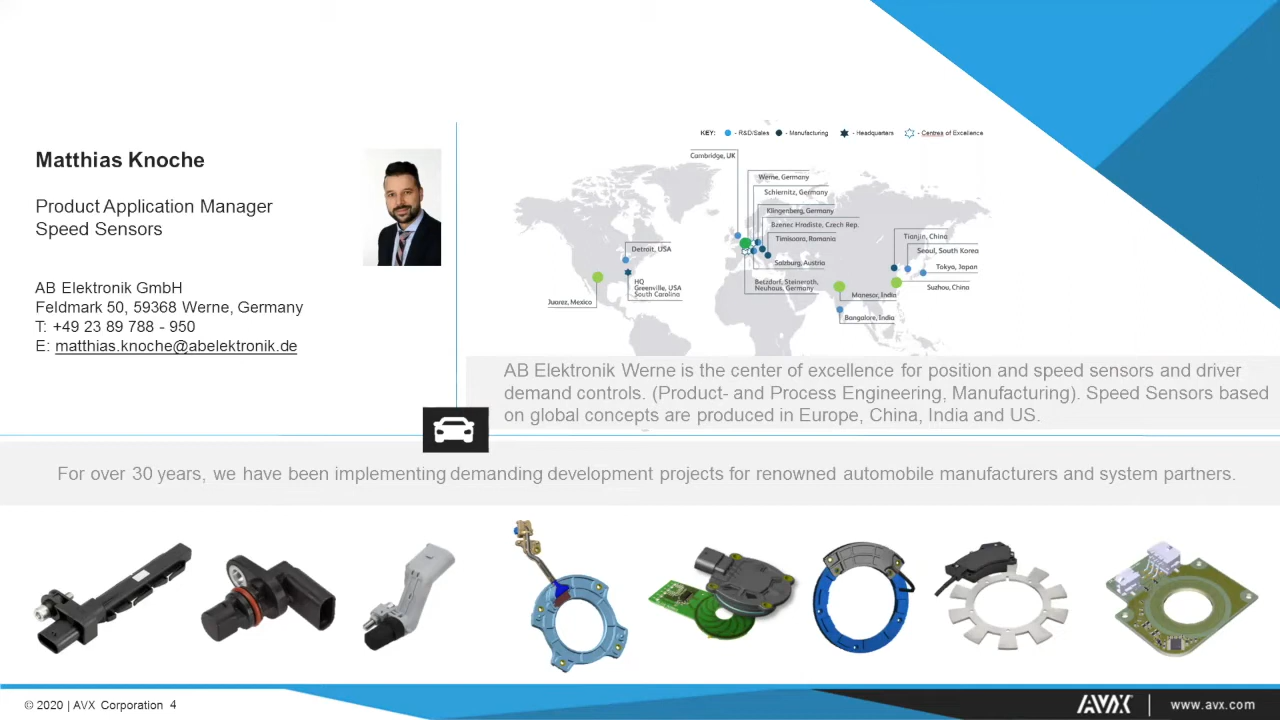 Matthias Knoche
Product Application Manager
Speed Sensors
AB Elektronik GmbH
Feldmark 50, 59368 Werne, Germany
T: +49 23 89 788 - 950
E: matthias.knoche@abelektronik.de
KEY: - R&D/Sales - Manufacturing - Headquarters - Centres of Excellence
Cambridge, UK
Werne, Germany
Schiernitz, Germany
Klingenberg, Germany
Bzenec Hrodiste, Czech Rep.
Timisoara, Romania
Salzburg, Austria
Betzdorf, Steineroth,
Neuhaus, Germany
Detroit, USA
HQ
Greenville, USA
South Carolina
Juarez, Mexico
Tianjin, China
Seoul, South Korea
Tokyo, Japan
Suzhou, China
Manesar, India
Bangalore, India
AB Elektronik Werne is the center of excellence for position and speed sensors and driver
demand controls. (Product- and Process Engineering, Manufacturing). Speed Sensors based
on global concepts are produced in Europe, China, India and US.
For over 30 years, we have been implementing demanding development projects for renowned automobile manufacturers and system partners.
© 2020 | AVX Corporation 4
AVX
www.avx.com